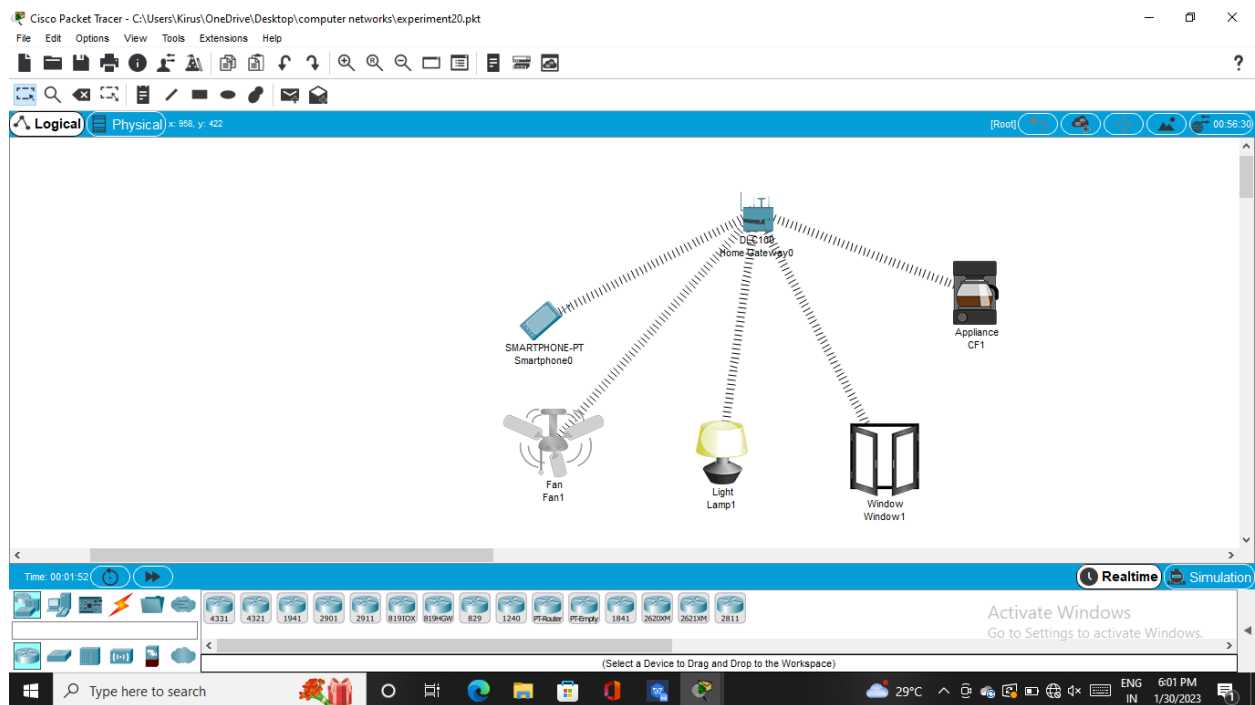 Cisco Packet Tracer - C:\Users\Kirus\OneDrive\Desktop\computer networks\experiment20.pkt
File Edit Options View Tools Extensions Help
?
Logical Physical x: 958, y: 422 [Root] 00:56:30
DLC100
Home Gateway0
Appliance
CF1
SMARTPHONE-PT
Smartphone0
Fan
Fan1
Light
Lamp1
Window
Window1
Time: 00:01:52 Realtime Simulation
4331 4321 1941 2901 2911 819IOX 819HGW 829 1240 PT-Router PT-Empty 1841 2620XM 2621XM 2811
Activate Windows
Go to Settings to activate Windows.
(Select a Device to Drag and Drop to the Workspace)
Type here to search 29°C ENG 6:01 PM
IN 1/30/2023